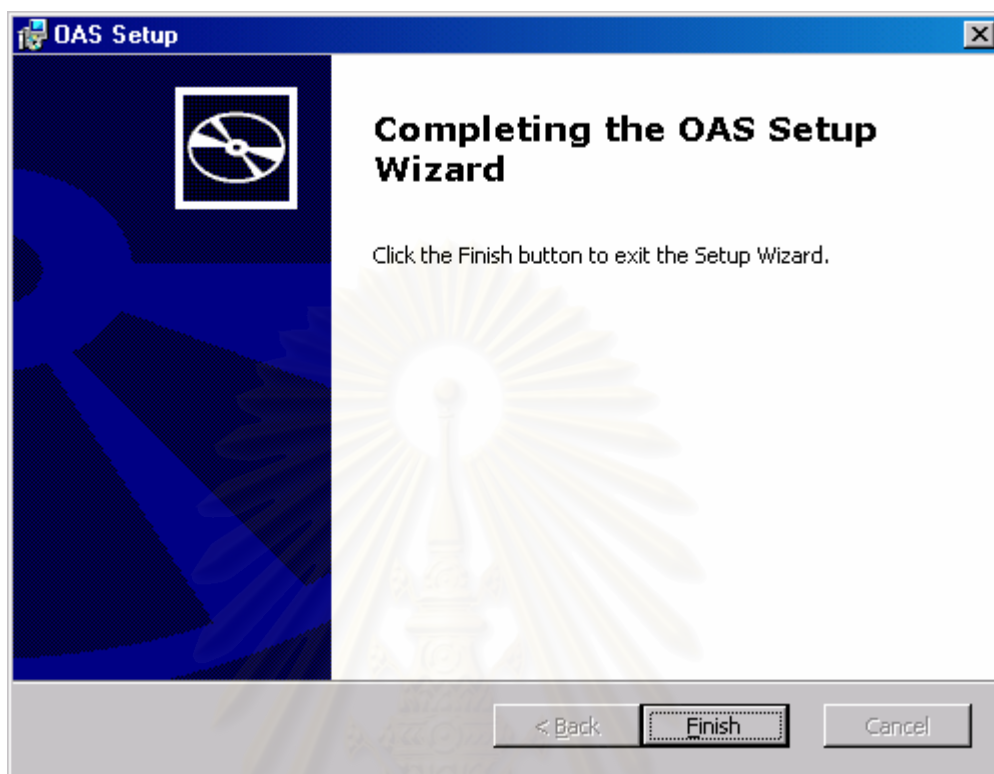 OAS Setup
Completing the OAS Setup
Wizard
Click the Finish button to exit the Setup Wizard.
< Back
Finish
Cancel